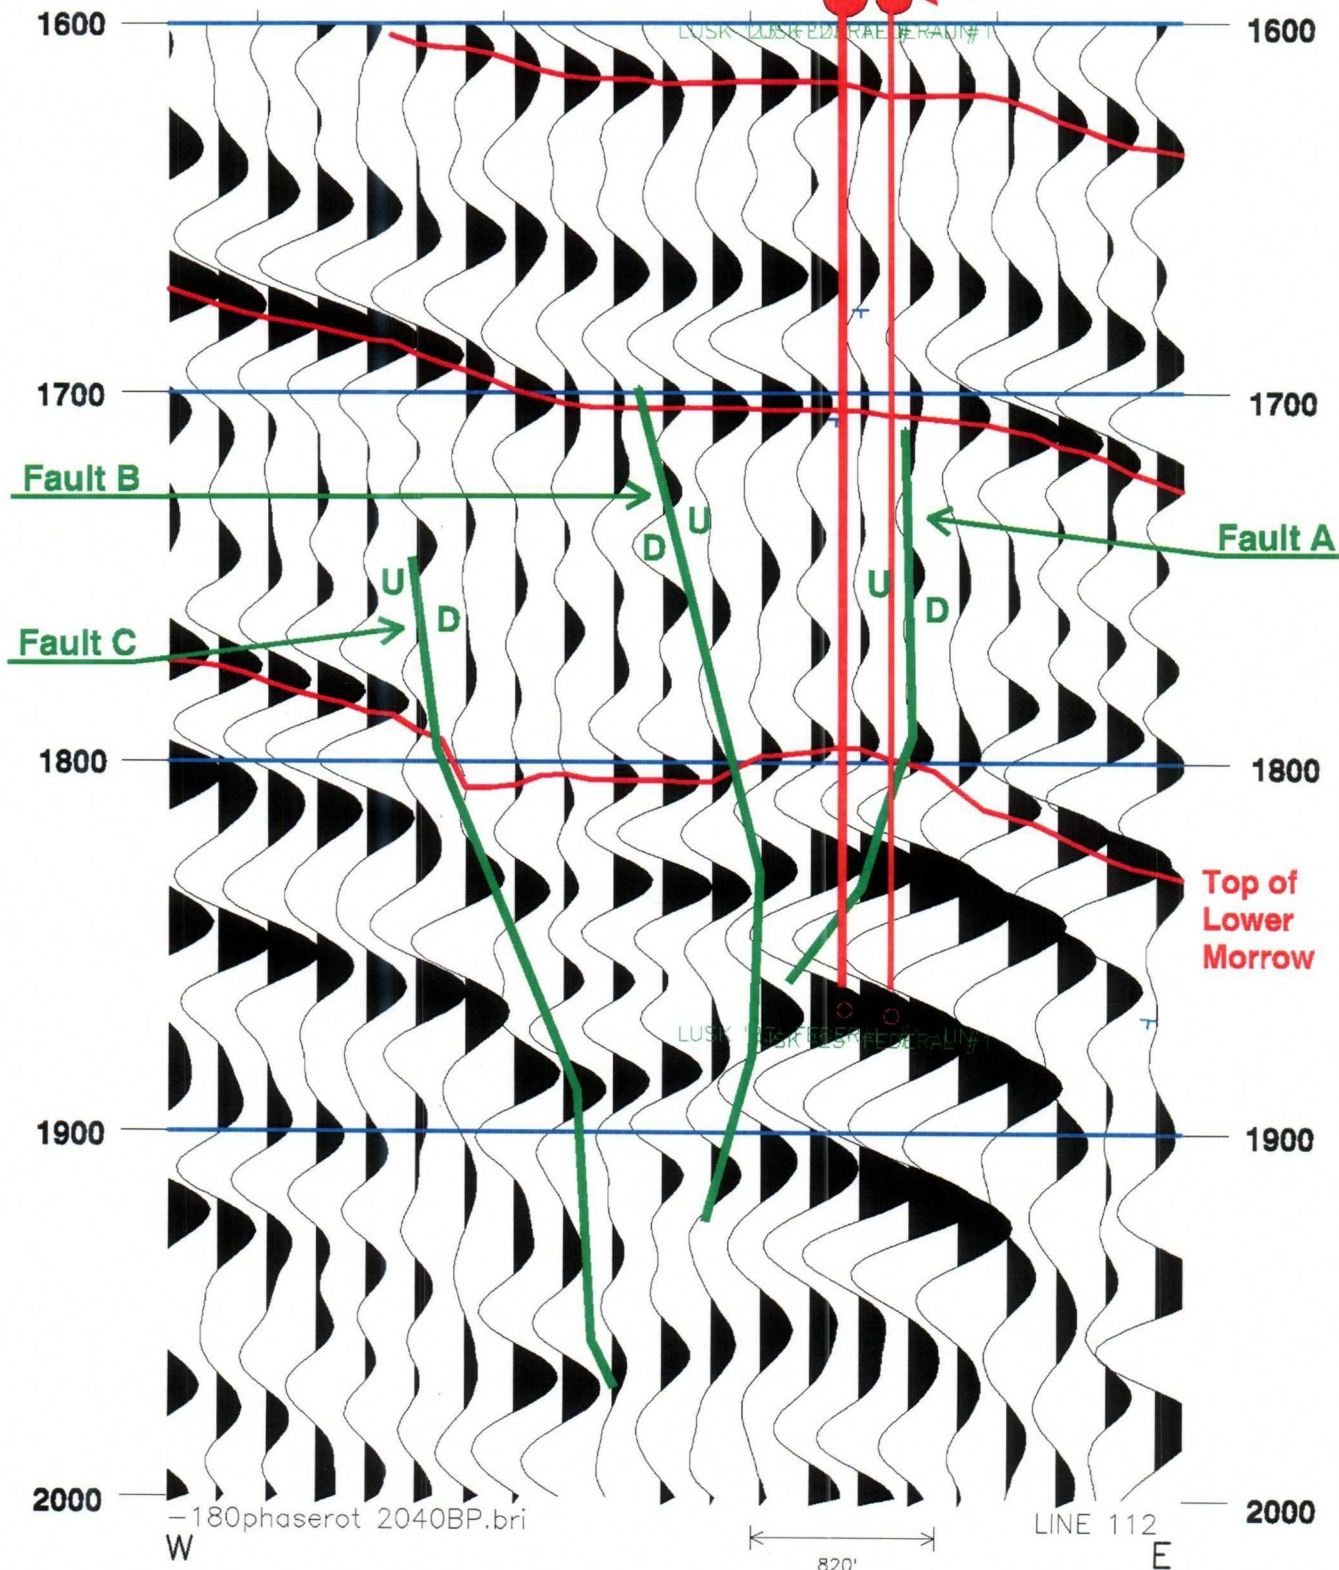 1600
1600
1700
1700
Fault B
U
D
Fault A
U
D
U
D
Fault C
1800
1800
Top of
Lower
Morrow
1900
1900
2000
2000
-180phaserot 2040BP.bri
LINE 112
W
E
820'